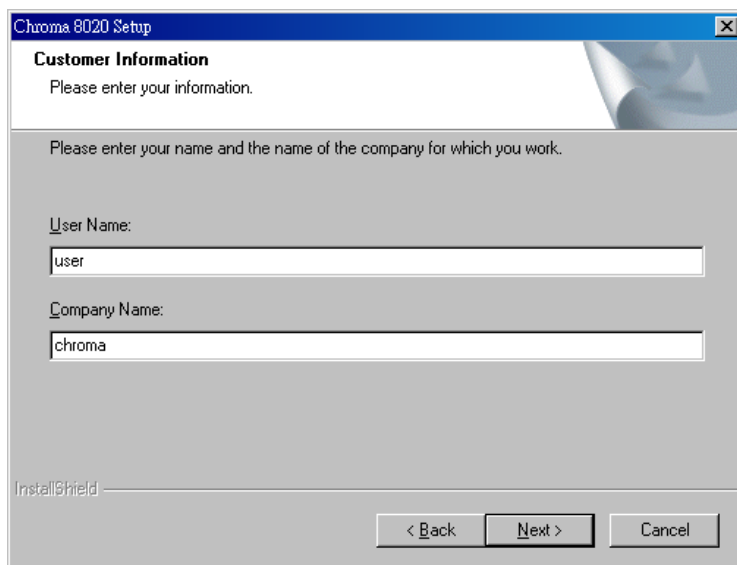 Chroma 8020 Setup
Customer Information
Please enter your information.
Please enter your name and the name of the company for which you work.
User Name:
user
Company Name:
chroma
InstallShield
< Back
Next >
Cancel